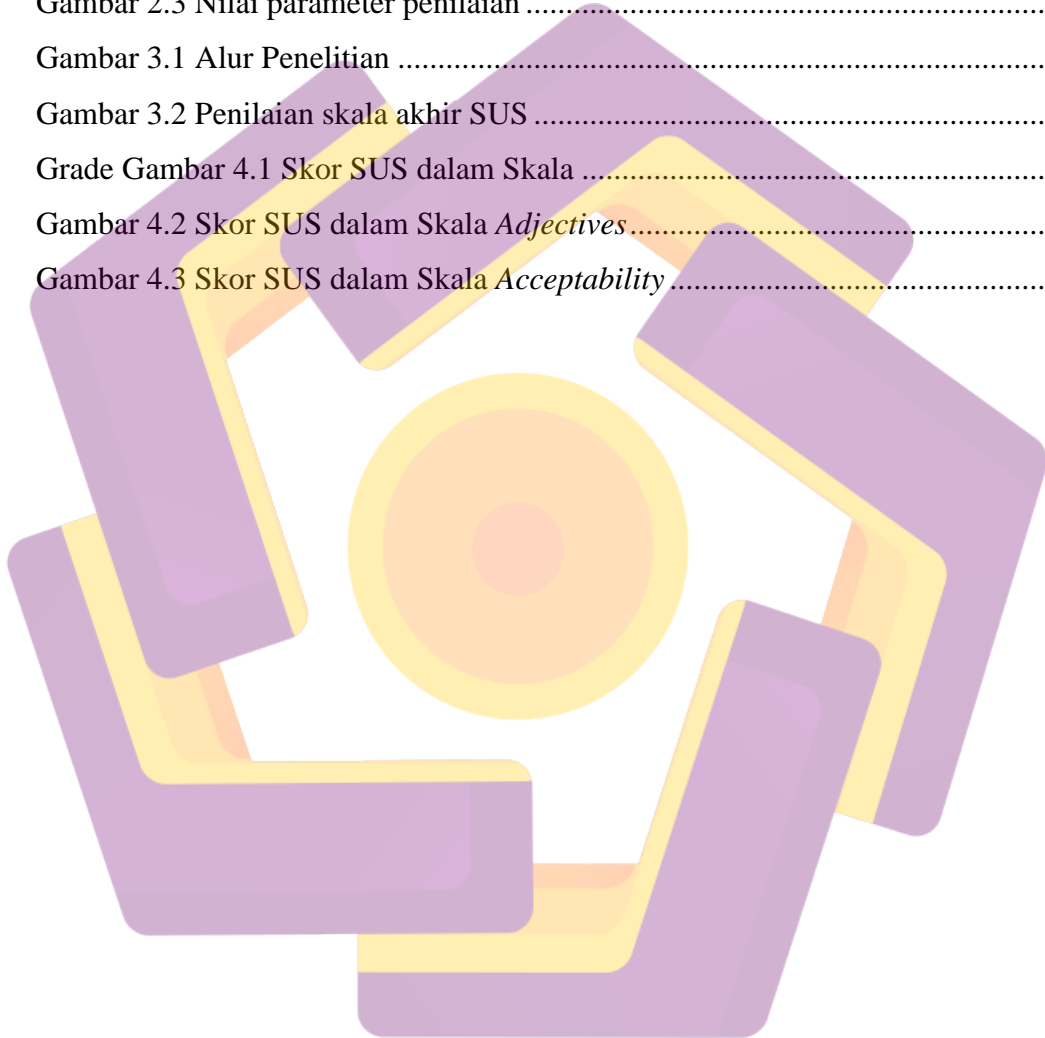 Gambar 2.3 Nilai parameter penilaian ..........................................................
Gambar 3.1 Alur Penelitian ..........................................................................
Gambar 3.2 Penilaian skala akhir SUS .........................................................
Grade Gambar 4.1 Skor SUS dalam Skala ...................................................
Gambar 4.2 Skor SUS dalam Skala Adjectives .............................................
Gambar 4.3 Skor SUS dalam Skala Acceptability ........................................